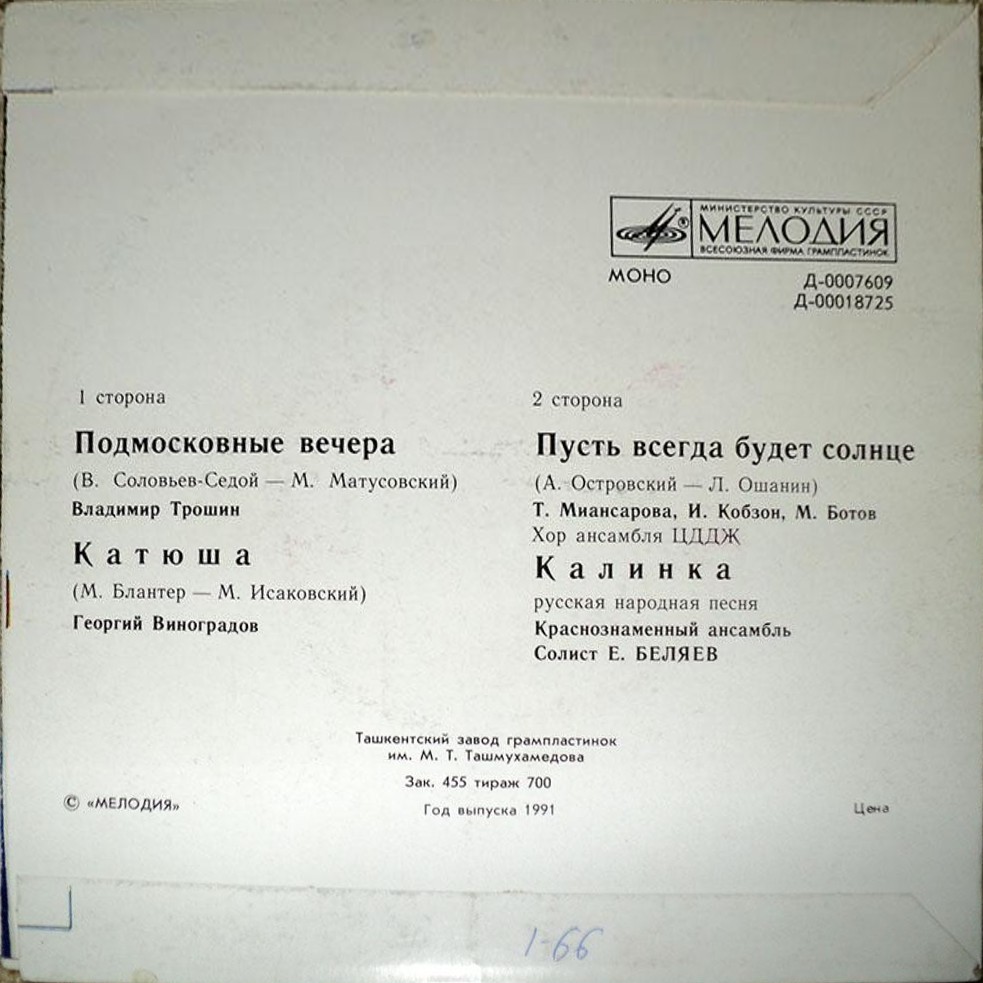 МИНИСТЕРСТВО КУЛЬТУРЫ СССР
МЕЛОДИЯ
ВСЕСОЮЗНАЯ ФИРМА ГРАМПЛАСТИНОК
МОНО
Д-0007609
Д-00018725
1 сторона
Подмосковные вечера
(В. Соловьев-Седой — М. Матусовский)
Владимир Трошин
Катюша
(М. Блантер — М. Исаковский)
Георгий Виноградов
2 сторона
Пусть всегда будет солнце
(А. Островский — Л. Ошанин)
Т. Миансарова, И. Кобзон, М. Ботов
Хор ансамбля ЦДДЖ
Калинка
русская народная песня
Краснознаменный ансамбль
Солист Е. БЕЛЯЕВ
Ташкентский завод грампластинок
им. М. Т. Ташмухамедова
Зак. 455 тираж 700
Год выпуска 1991
© «МЕЛОДИЯ»
Цена
1-66